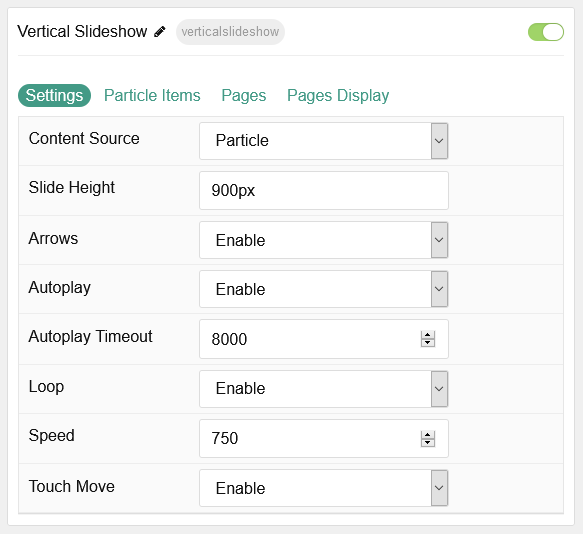 Vertical Slideshow verticalslideshow
Settings Particle Items Pages Pages Display
Content Source Particle
Slide Height 900px
Arrows Enable
Autoplay Enable
Autoplay Timeout 8000
Loop Enable
Speed 750
Touch Move Enable